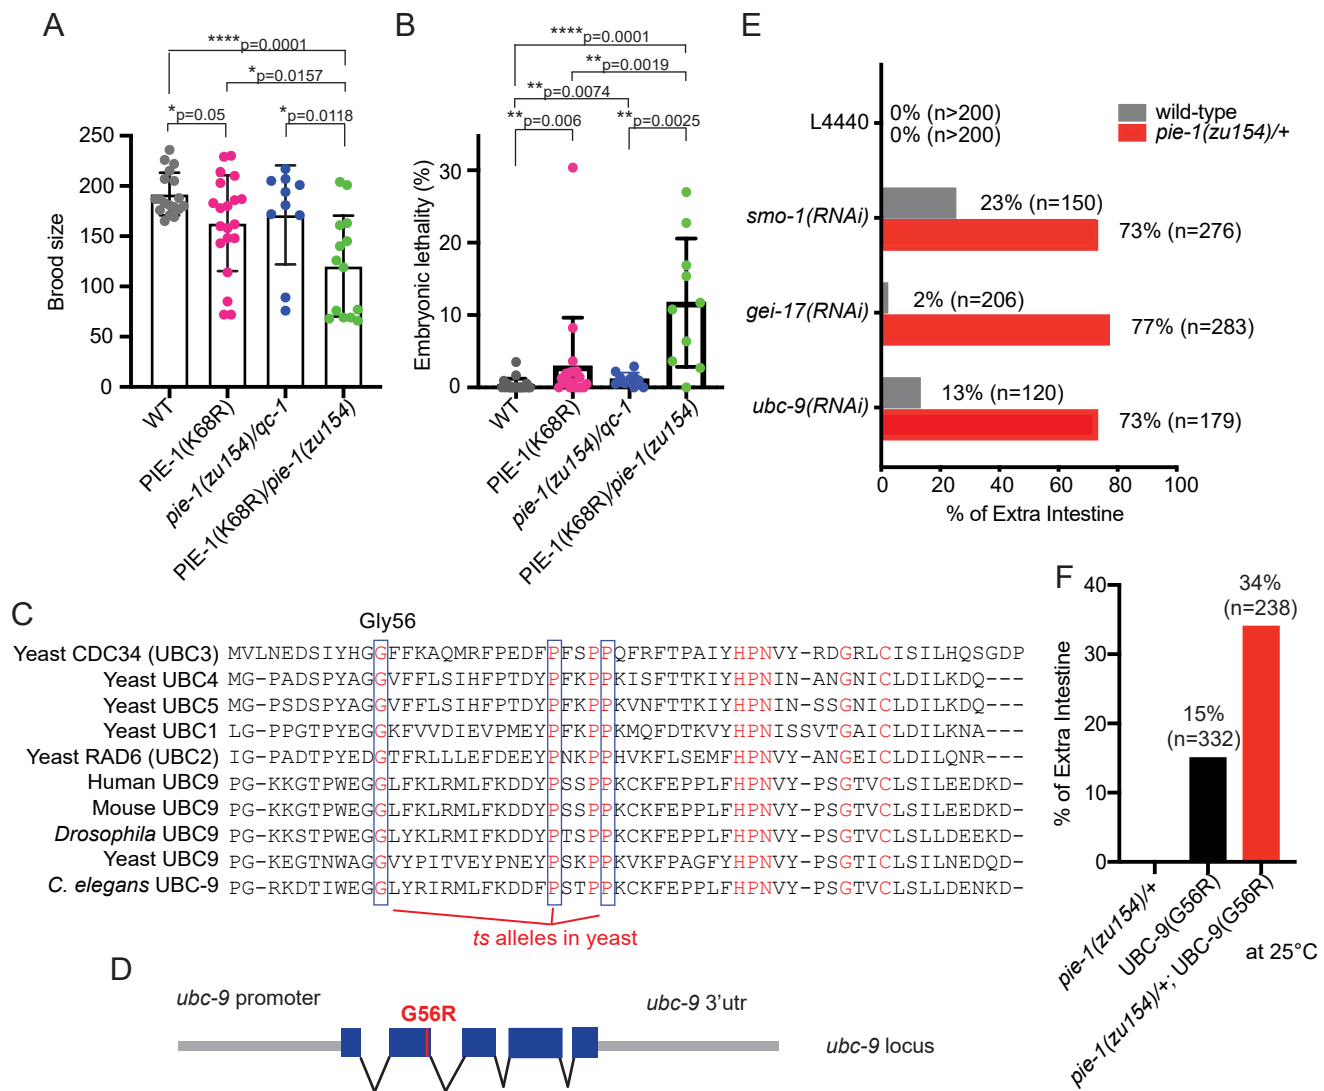 A
****p=0.0001
*p=0.0157
*p=0.05
*p=0.0118
250
200
150
100
50
0
Brood size
WT
PIE-1(K68R)
pie-1(zu154)/qc-1
PIE-1(K68R)/pie-1(zu154)
B
****p=0.0001
**p=0.0019
**p=0.0074
**p=0.006
**p=0.0025
30
20
10
0
Embryonic lethality (%)
WT
PIE-1(K68R)
pie-1(zu154)/qc-1
PIE-1(K68R)/pie-1(zu154)
E
wild-type
pie-1(zu154)/+
L4440
0% (n>200)
0% (n>200)
smo-1(RNAi)
23% (n=150)
73% (n=276)
gei-17(RNAi)
2% (n=206)
77% (n=283)
ubc-9(RNAi)
13% (n=120)
73% (n=179)
0 20 40 60 80 100
% of Extra Intestine
C
Gly56
Yeast CDC34 (UBC3) MVLNEDSIYHGGFFKAQMRFPEDFPFSPPQFRFTPAIYHPNVY-RDGRLCISILHQSGDP
Yeast UBC4 MG-PADSPYAGGVFFLSIHFPTDYPFKPPKISFTTKIYHPNIN-ANGNICLDILKDQ---
Yeast UBC5 MG-PSDSPYAGGVFFLSIHFPTDYPFKPPKVNFTTKIYHPNIN-SSGNICLDILKDQ---
Yeast UBC1 LG-PPGTPYEGGKFVVDIEVPMEYPFKPPKMQFDTKVYHPNISSVTGAICLDILKNA---
Yeast RAD6 (UBC2) IG-PADTPYEDGTFRLLLEFDEEYPNKPPHVKFLSEMFHPNVY-ANGEICLDILQNR---
Human UBC9 PG-KKGTPWEGGLFKLRMLFKDDYPSSPPKCKFEPPLFHPNVY-PSGTVCLSILEEDKD-
Mouse UBC9 PG-KKGTPWEGGLFKLRMLFKDDYPSSPPKCKFEPPLFHPNVY-PSGTVCLSILEEDKD-
Drosophila UBC9 PG-KKSTPWEGGLYKLRMIFKDDYPTSPPKCKFEPPLFHPNVY-PSGTVCLSLLDEEKD-
Yeast UBC9 PG-KEGTNWAGGVYPITVEYPNEYPSKPPKVKFPAGFYHPNVY-PSGTICLSILNEDQD-
C. elegans UBC-9 PG-RKDTIWEGGLYRIRMLFKDDFPSTPPKCKFEPPLFHPNVY-PSGTVCLSLLDENKD-
ts alleles in yeast
D
ubc-9 promoter
G56R
ubc-9 3'utr
ubc-9 locus
F
40
30
20
10
0
% of Extra Intestine
15%
(n=332)
34%
(n=238)
pie-1(zu154)/+
UBC-9(G56R)
pie-1(zu154)/+; UBC-9(G56R)
at 25°C